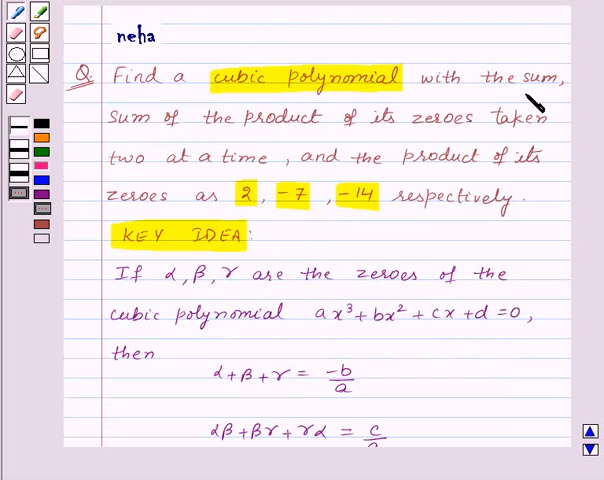 neha
Q. Find a cubic polynomial with the sum,
sum of the product of its zeroes taken
two at a time, and the product of its
zeroes as 2, -7, -14 respectively.
KEY IDEA:
If α, β, γ are the zeroes of the
cubic polynomial ax³+bx²+cx+d=0,
then
α+β+γ = -b/a
αβ+βγ+γα = c/a